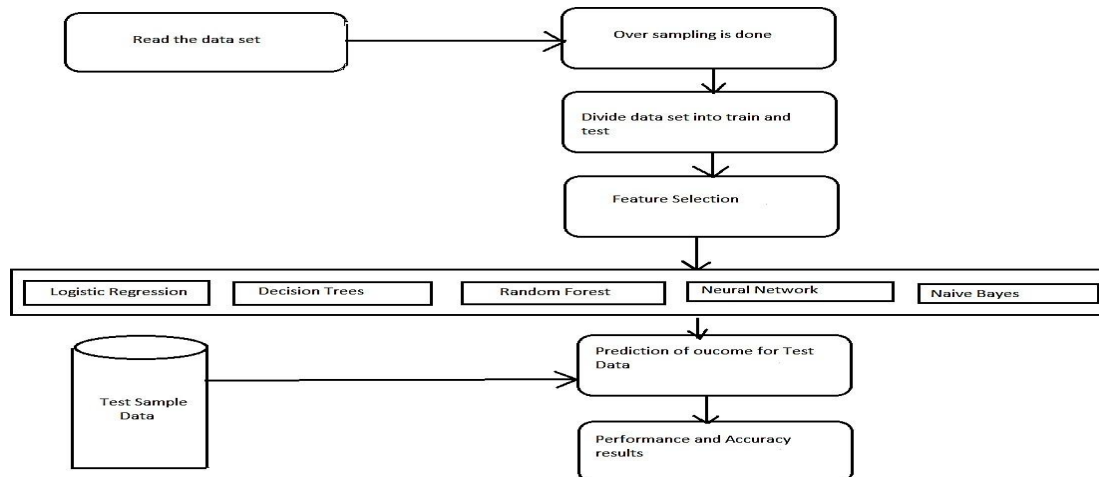 Read the data set
Over sampling is done
Divide data set into train and
test
Feature Selection
Logistic Regression
Decision Trees
Random Forest
Neural Network
Naive Bayes
Prediction of oucome for Test
Data
Test Sample
Data
Performance and Accuracy
results